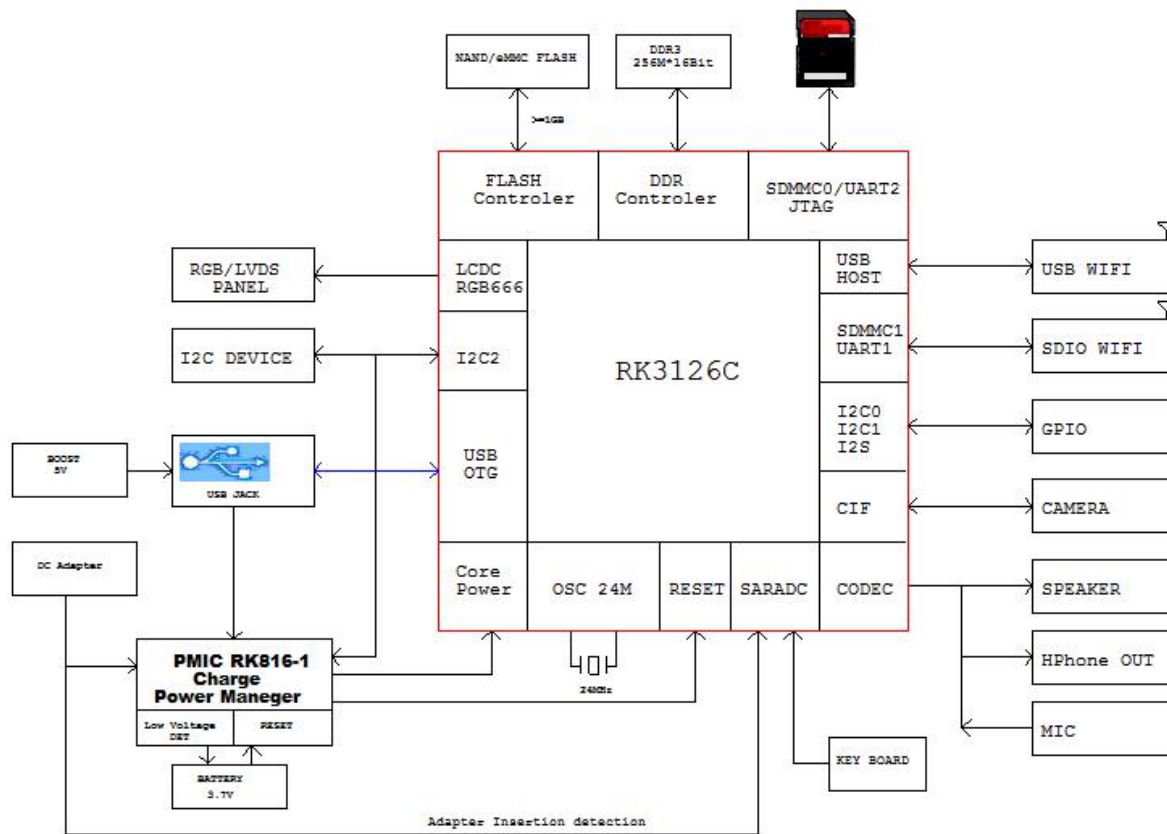 NAND/eMMC FLASH
DDR3
256M*16Bit
>=1GB
FLASH
Controler
DDR
Controler
SDMMC0/UART2
JTAG
RGB/LVDS
PANEL
LCDC
RGB666
USB
HOST
USB WIFI
I2C DEVICE
I2C2
SDMMC1
UART1
SDIO WIFI
RK3126C
I2C0
I2C1
I2S
GPIO
BOOST
5V
USB JACK
USB
OTG
CIF
CAMERA
DC Adapter
Core
Power
OSC 24M
RESET
SARADC
CODEC
SPEAKER
PMIC RK816-1
Charge
Power Maneger
24MHz
HPhone OUT
Low Voltage
DET
RESET
MIC
BATTERY
3.7V
KEY BOARD
Adapter Insertion detection